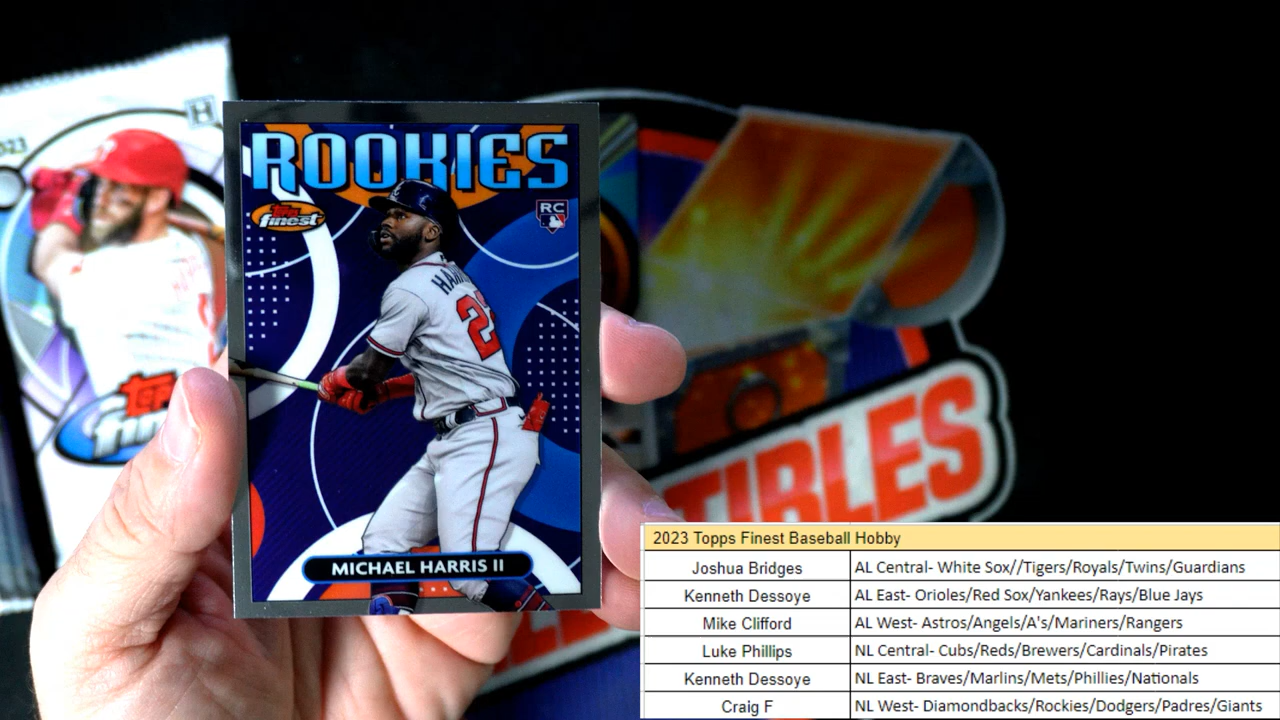 H
ROOKIES
Topps
finest
RC
HARRIS
MICHAEL HARRIS II
Topps
TIBLES
2023 Topps Finest Baseball Hobby
Joshua Bridges AL Central- White Sox//Tigers/Royals/Twins/Guardians
Kenneth Dessoye AL East- Orioles/Red Sox/Yankees/Rays/Blue Jays
Mike Clifford AL West- Astros/Angels/A's/Mariners/Rangers
Luke Phillips NL Central- Cubs/Reds/Brewers/Cardinals/Pirates
Kenneth Dessoye NL East- Braves/Marlins/Mets/Phillies/Nationals
Craig F NL West- Diamondbacks/Rockies/Dodgers/Padres/Giants